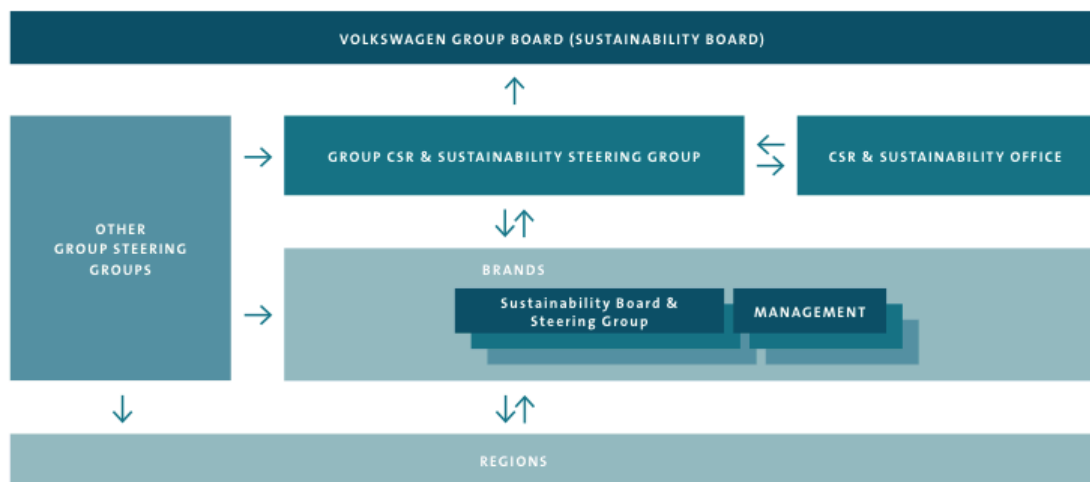 VOLKSWAGEN GROUP BOARD (SUSTAINABILITY BOARD)
GROUP CSR & SUSTAINABILITY STEERING GROUP
CSR & SUSTAINABILITY OFFICE
OTHER
GROUP STEERING
GROUPS
BRANDS
Sustainability Board &
Steering Group
MANAGEMENT
REGIONS